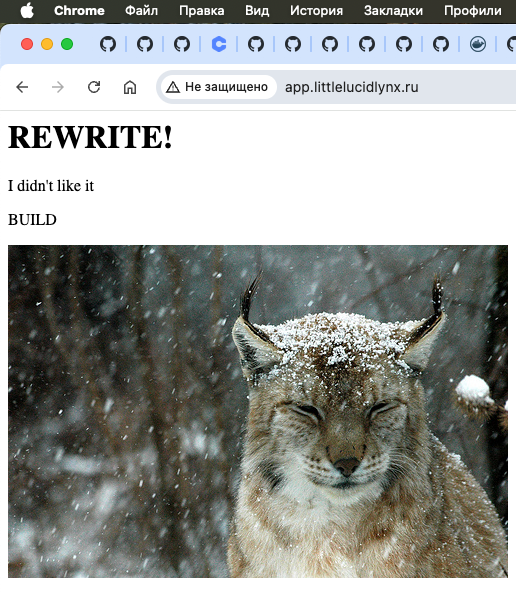 Chrome Файл Правка Вид История Закладки Профили
Не защищено app.littlelucidlynx.ru
REWRITE!
I didn't like it
BUILD